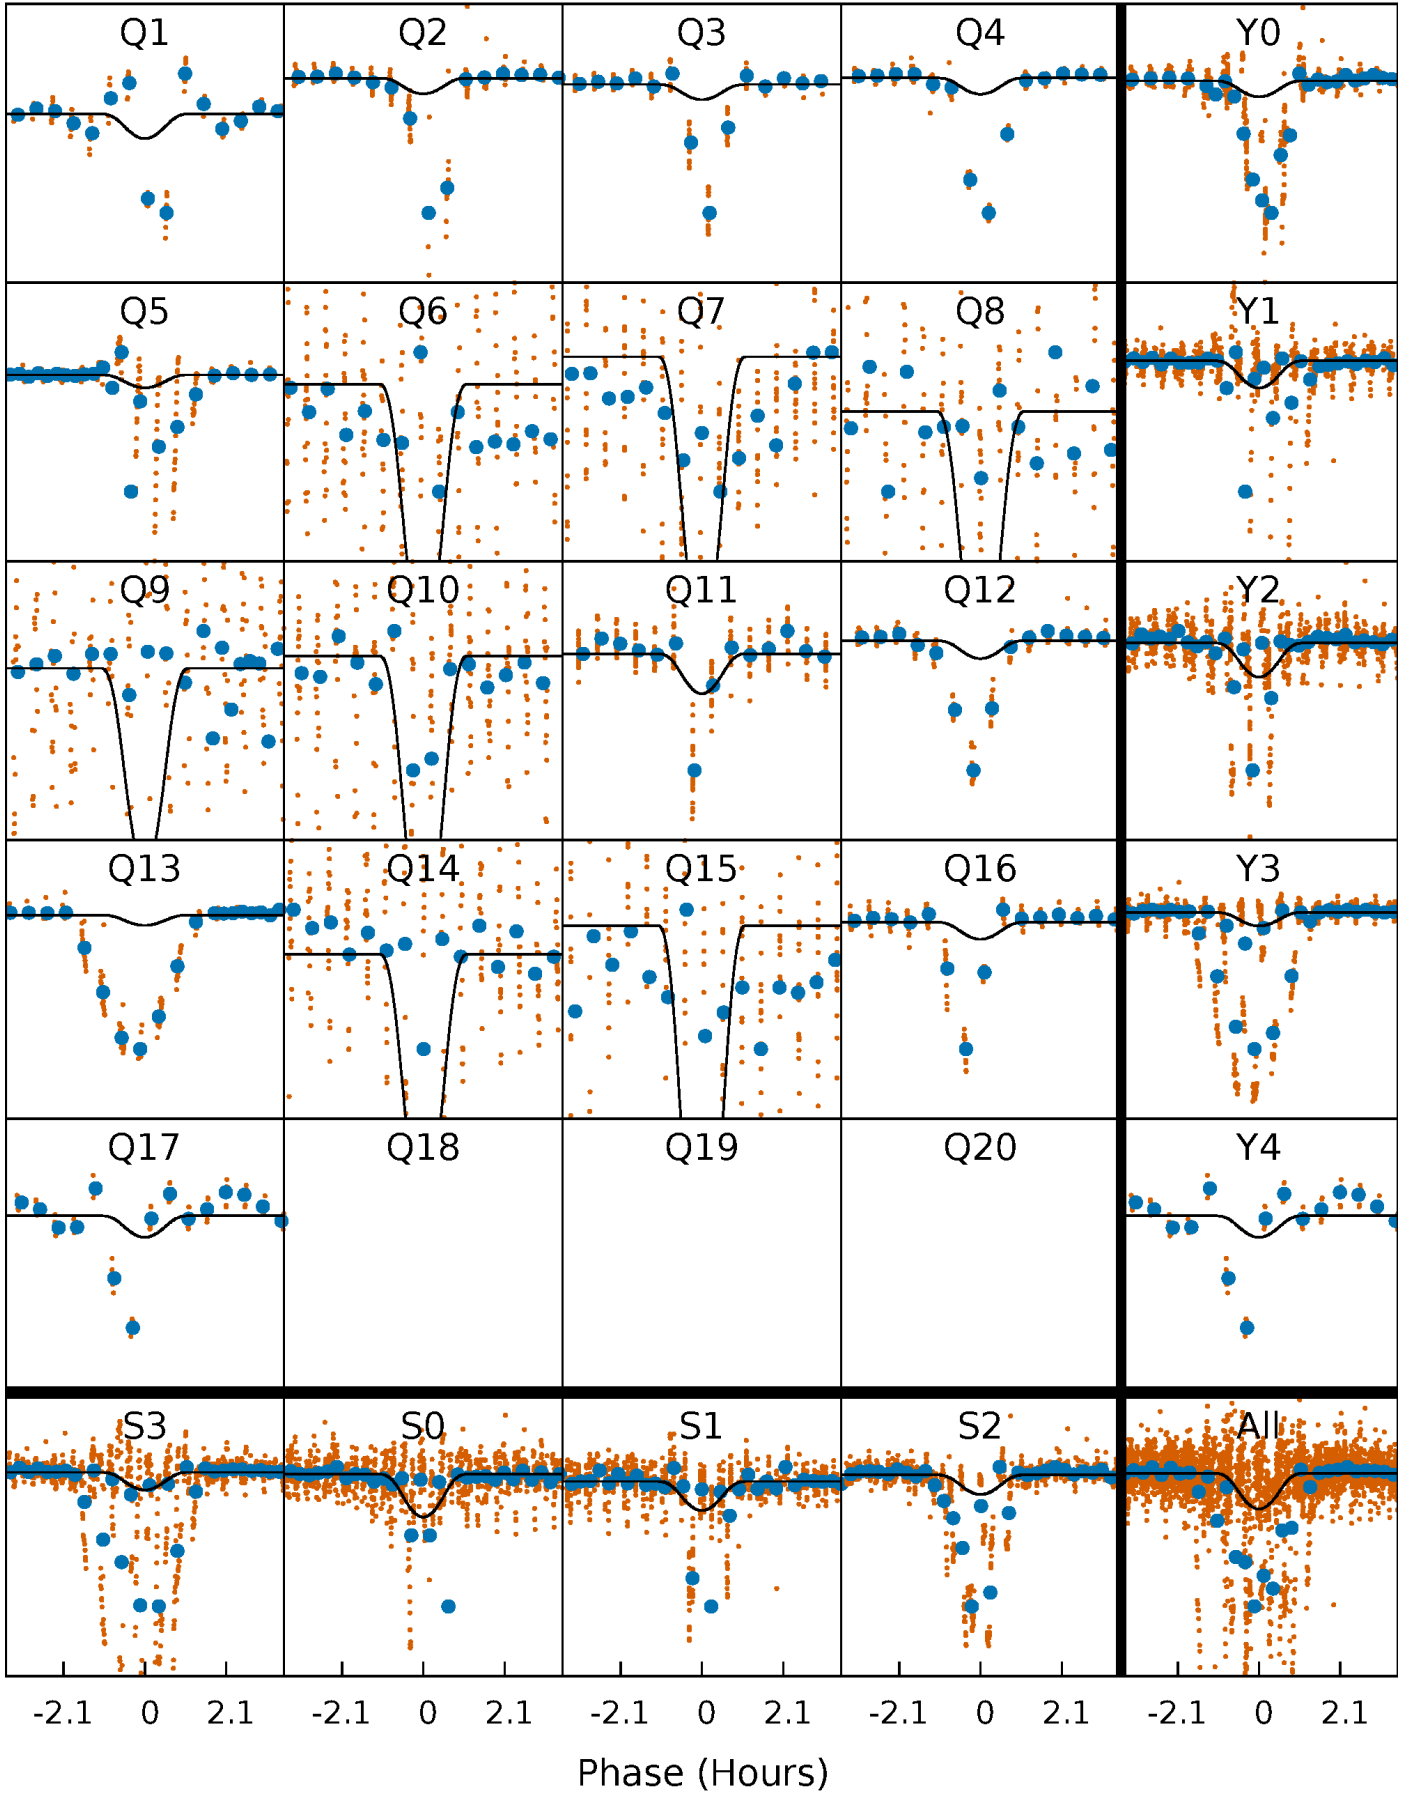 Q1 Q2 Q3 Q4 Y0
Q5 Q6 Q7 Q8 Y1
Q9 Q10 Q11 Q12 Y2
Q13 Q14 Q15 Q16 Y3
Q17 Q18 Q19 Q20 Y4
S3 S0 S1 S2 All
-2.1 0 2.1 -2.1 0 2.1 -2.1 0 2.1 -2.1 0 2.1 -2.1 0 2.1
Phase (Hours)